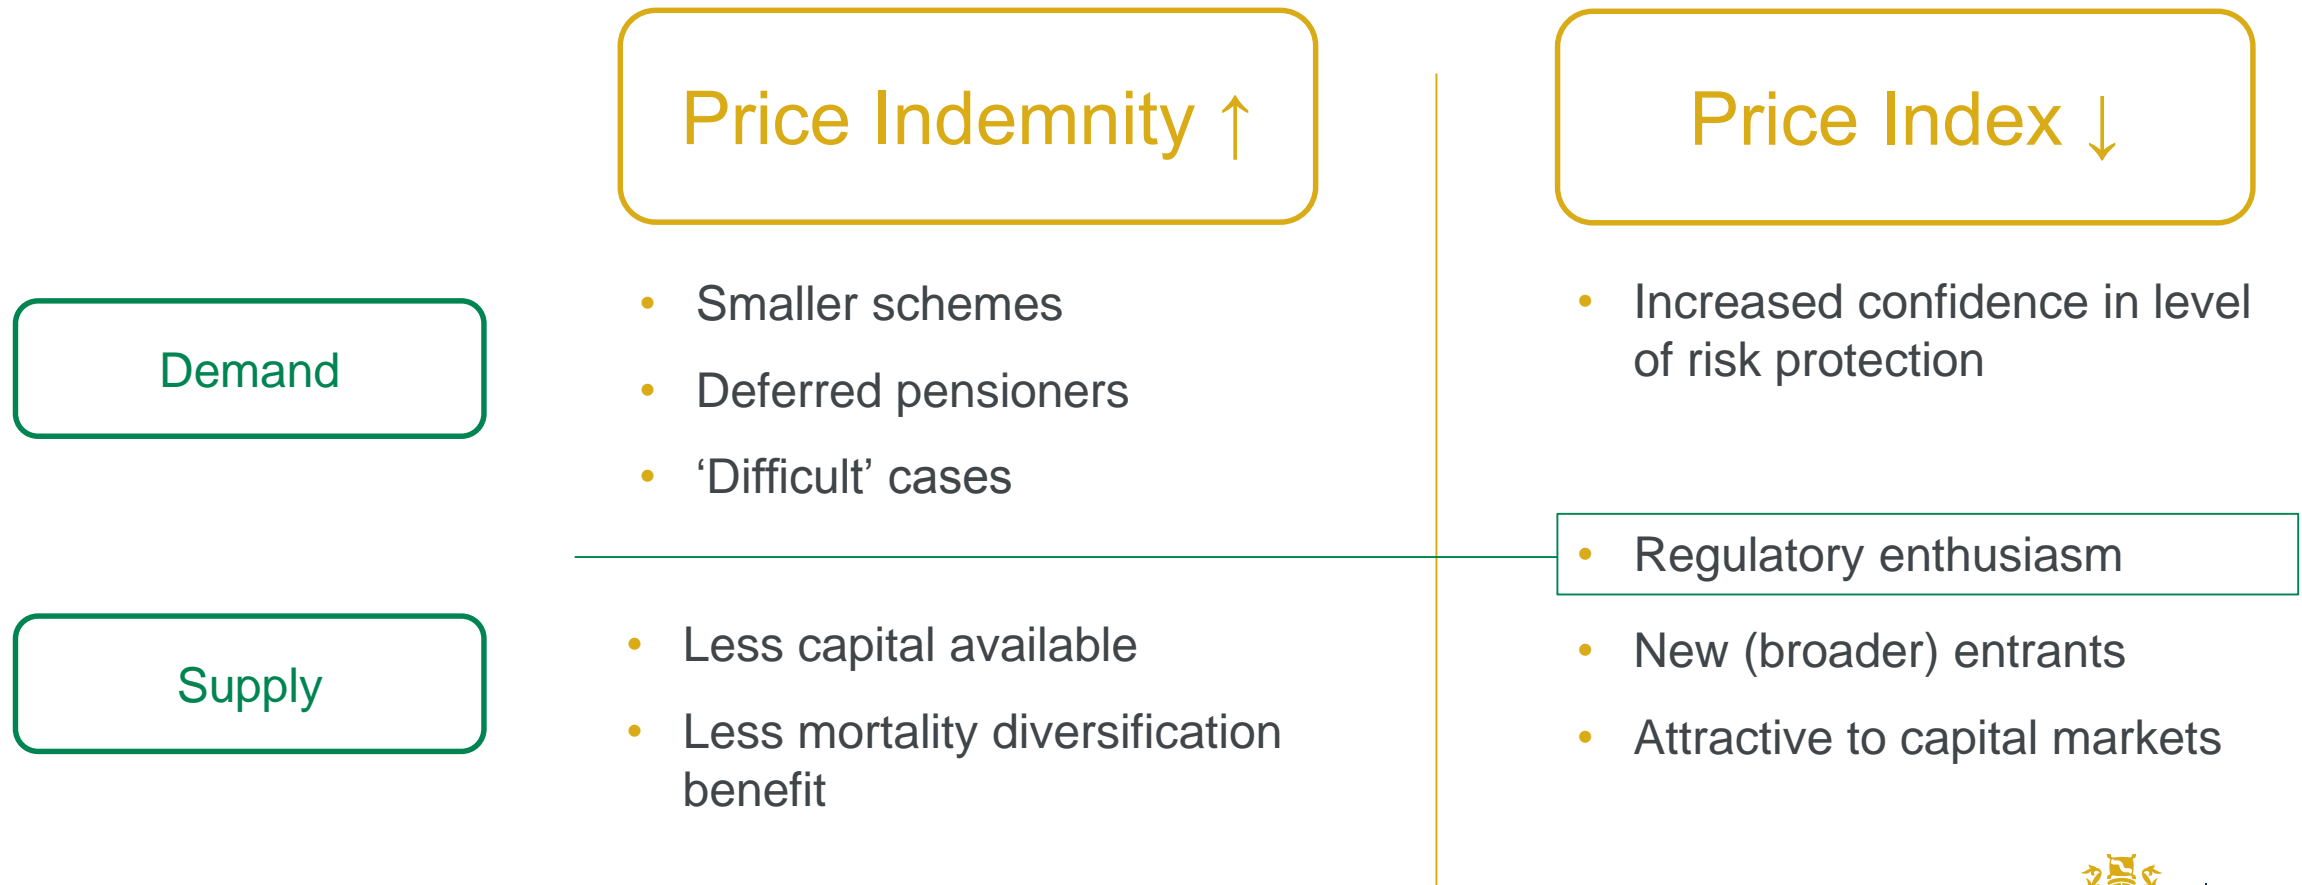 Price Indemnity ↑
Price Index ↓
Demand
• Smaller schemes
• Deferred pensioners
• ‘Difficult’ cases
• Increased confidence in level
of risk protection
• Regulatory enthusiasm
Supply
• Less capital available
• Less mortality diversification
benefit
• New (broader) entrants
• Attractive to capital markets